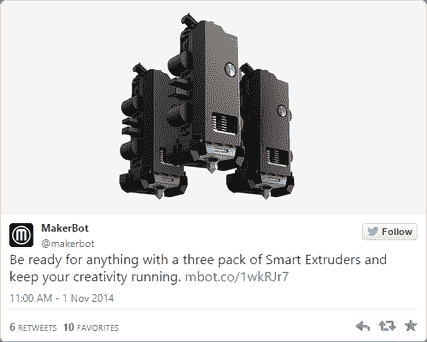 MakerBot
@makerbot
Follow
Be ready for anything with a three pack of Smart Extruders and
keep your creativity running. mbot.co/1wkRJr7
11:00 AM - 1 Nov 2014
6 RETWEETS 10 FAVORITES